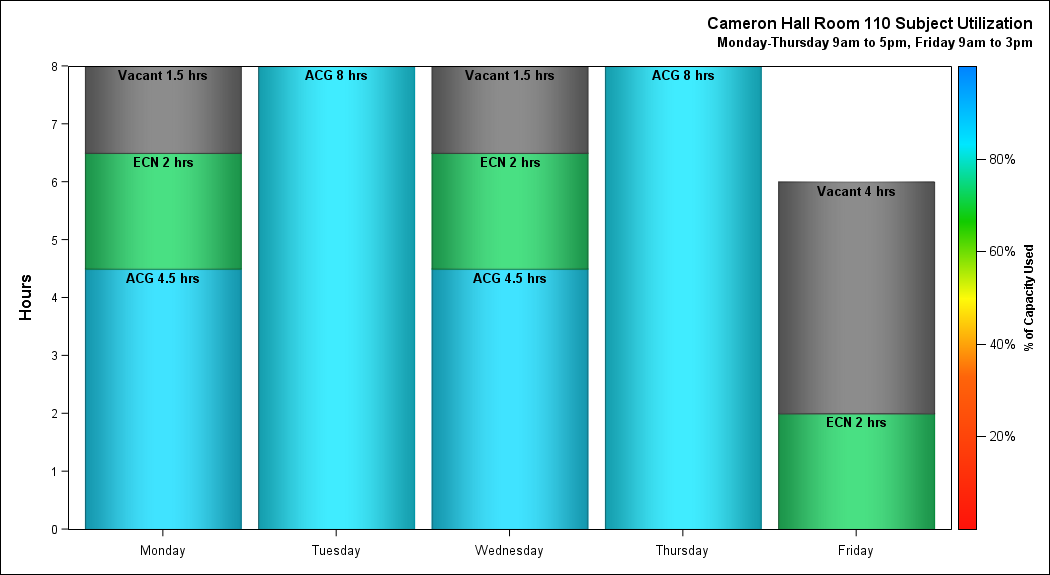 Cameron Hall Room 110 Subject Utilization
Monday-Thursday 9am to 5pm, Friday 9am to 3pm
8
7
6
5
4
3
2
1
0
Hours
Vacant 1.5 hrs
ECN 2 hrs
ACG 4.5 hrs
ACG 8 hrs
Vacant 1.5 hrs
ECN 2 hrs
ACG 4.5 hrs
ACG 8 hrs
Vacant 4 hrs
ECN 2 hrs
Monday
Tuesday
Wednesday
Thursday
Friday
80%
60%
40%
20%
% of Capacity Used